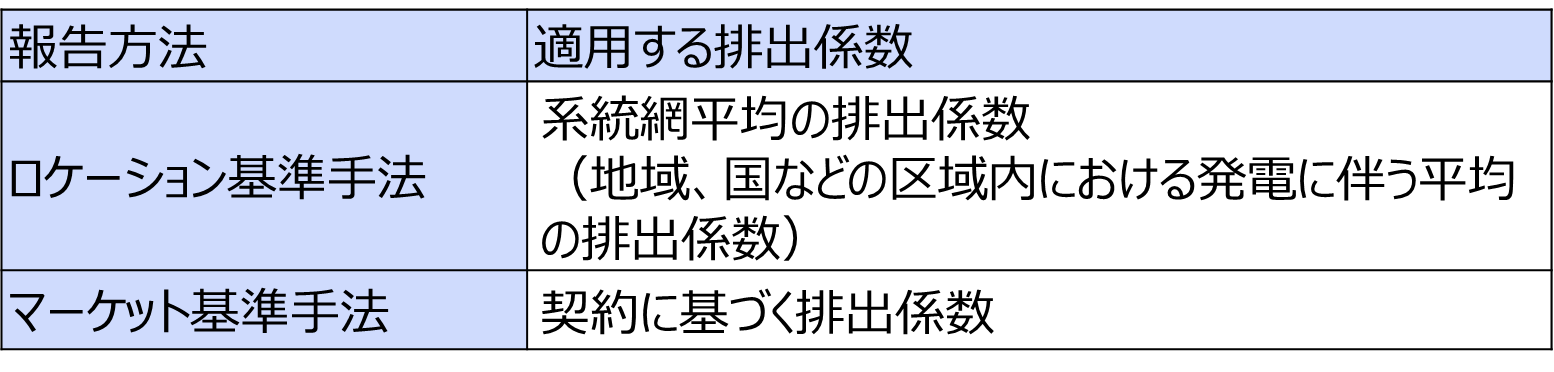 報告方法
適用する排出係数
ロケーション基準手法
系統網平均の排出係数
（地域、国などの区域内における発電に伴う平均
の排出係数）
マーケット基準手法
契約に基づく排出係数